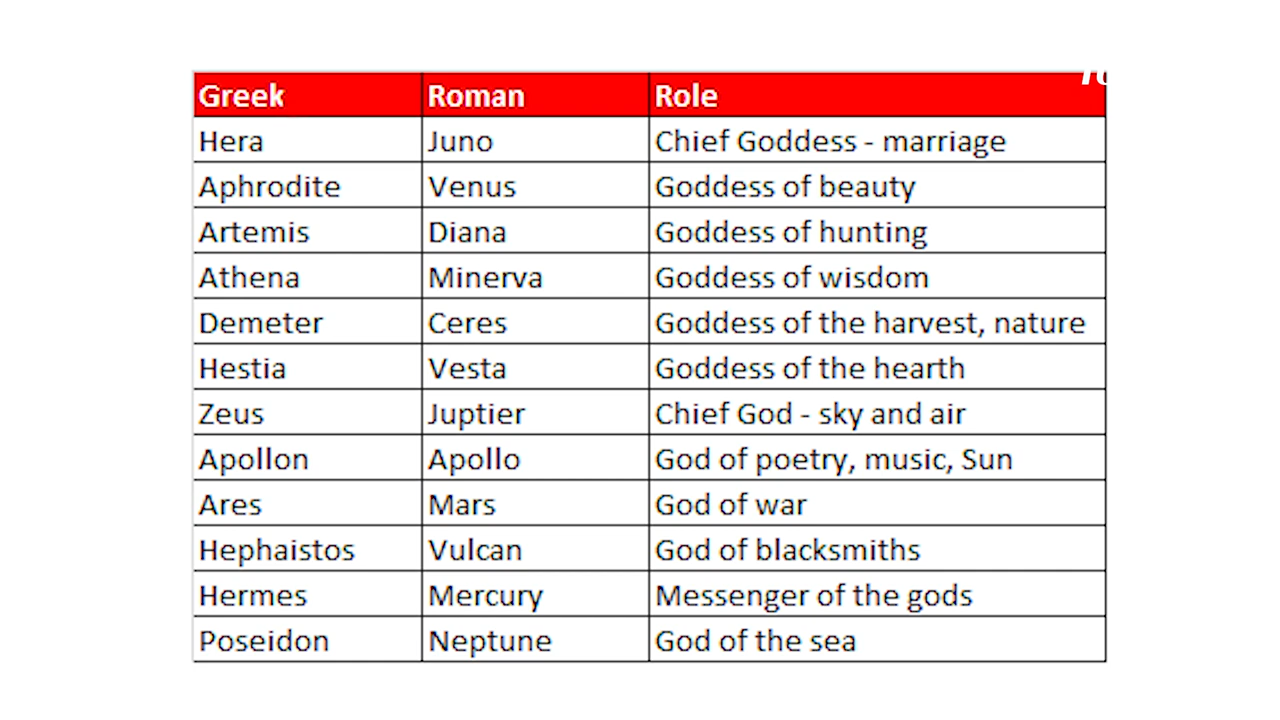 Greek Roman Role
Hera Juno Chief Goddess - marriage
Aphrodite Venus Goddess of beauty
Artemis Diana Goddess of hunting
Athena Minerva Goddess of wisdom
Demeter Ceres Goddess of the harvest, nature
Hestia Vesta Goddess of the hearth
Zeus Juptier Chief God - sky and air
Apollon Apollo God of poetry, music, Sun
Ares Mars God of war
Hephaistos Vulcan God of blacksmiths
Hermes Mercury Messenger of the gods
Poseidon Neptune God of the sea